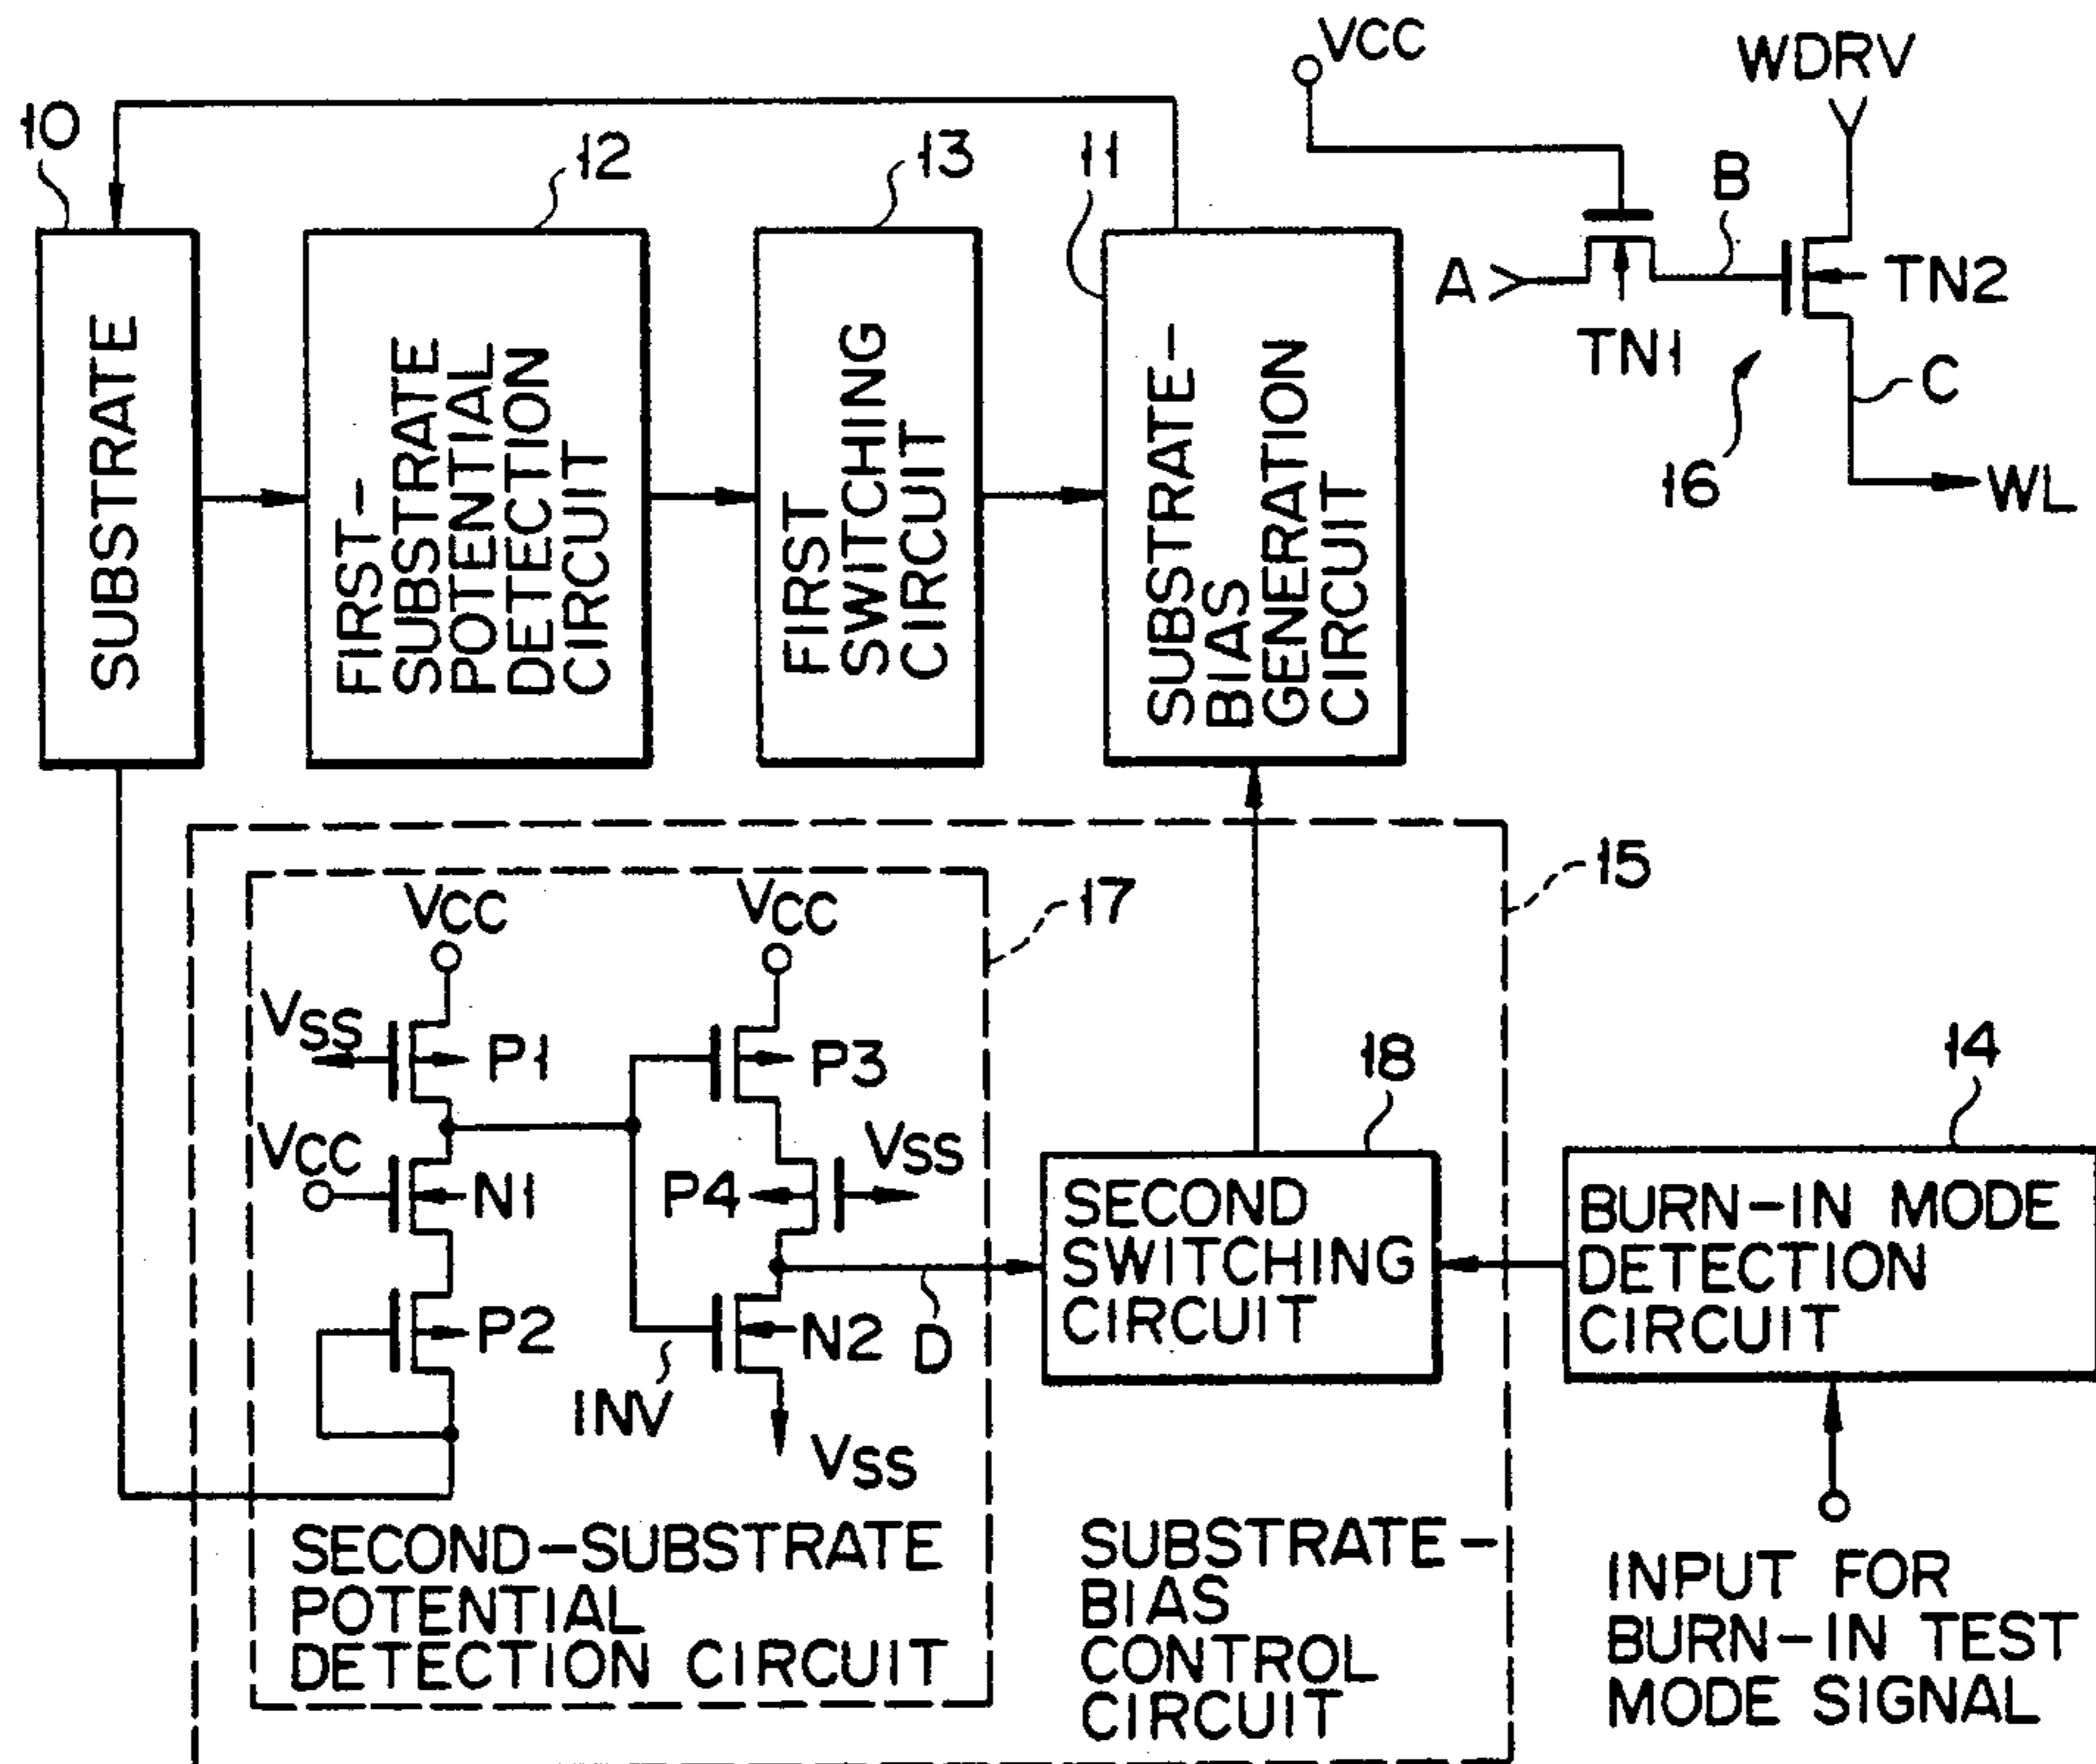 VCC
WDRV
10
12
13
11
B
A
TN2
TN1
C
16
WL
SUBSTRATE
FIRST-
SUBSTRATE
POTENTIAL
DETECTION
CIRCUIT
FIRST
SWITCHING
CIRCUIT
SUBSTRATE-
BIAS
GENERATION
CIRCUIT
15
17
VCC
VCC
VSS
P1
P3
18
14
VCC
N1
P4
VSS
SECOND
SWITCHING
CIRCUIT
BURN-IN MODE
DETECTION
CIRCUIT
P2
N2
D
INV
VSS
SECOND-SUBSTRATE
POTENTIAL
DETECTION CIRCUIT
SUBSTRATE-
BIAS
CONTROL
CIRCUIT
INPUT FOR
BURN-IN TEST
MODE SIGNAL